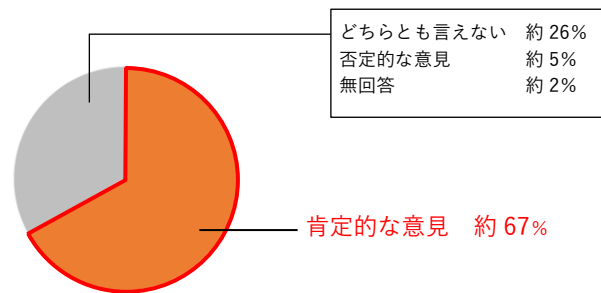 どちらとも言えない　約 26%
否定的な意見　約 5%
無回答　約 2%
肯定的な意見　約 67%